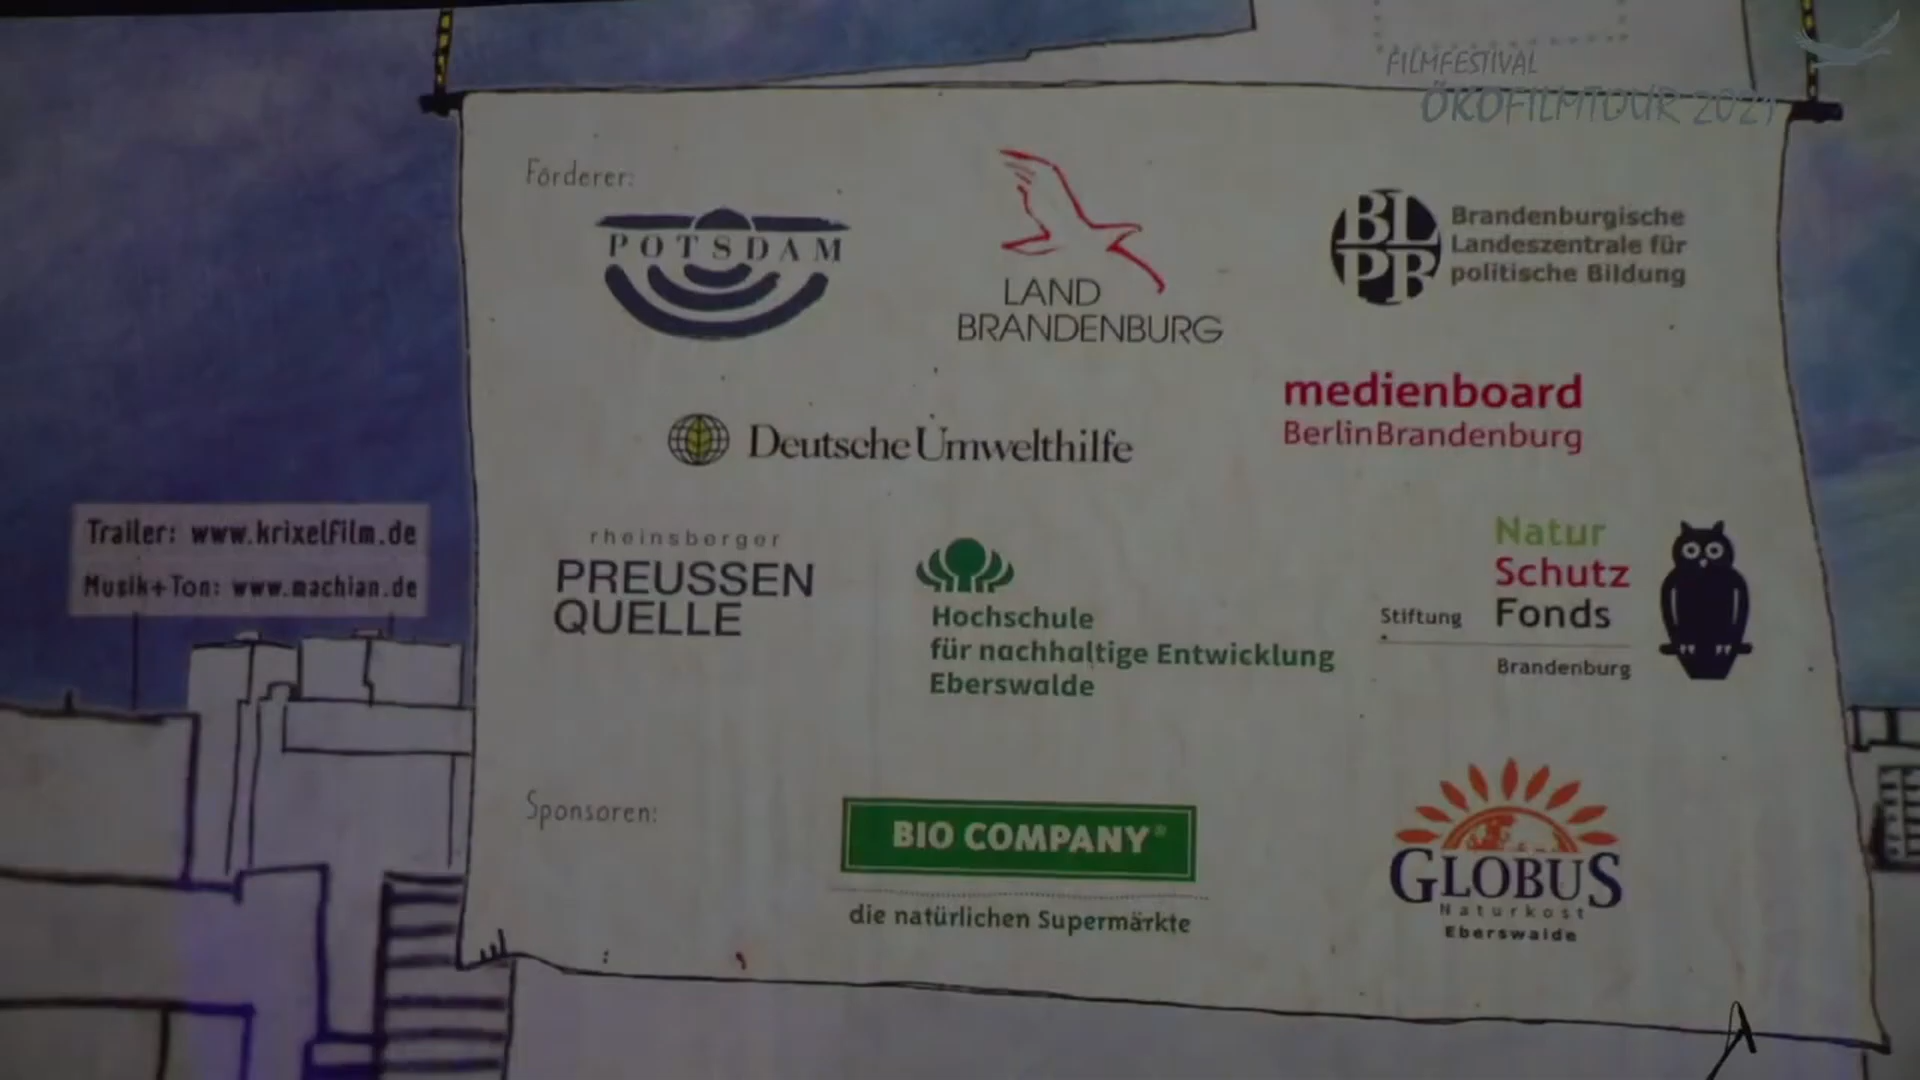 FILMFESTIVAL
ÖKOFILMTOUR 2021
Förderer:
POTSDAM
LAND
BRANDENBURG
BL
PB
Brandenburgische
Landeszentrale für
politische Bildung
Deutsche Umwelthilfe
medienboard
BerlinBrandenburg
Trailer: www.krixelfilm.de
Musik+Ton: www.machian.de
rheinsberger
PREUSSEN
QUELLE
Hochschule
für nachhaltige Entwicklung
Eberswalde
Natur
Schutz
Stiftung Fonds
Brandenburg
Sponsoren:
BIO COMPANY®
die natürlichen Supermärkte
GLOBUS
Naturkost
Eberswalde